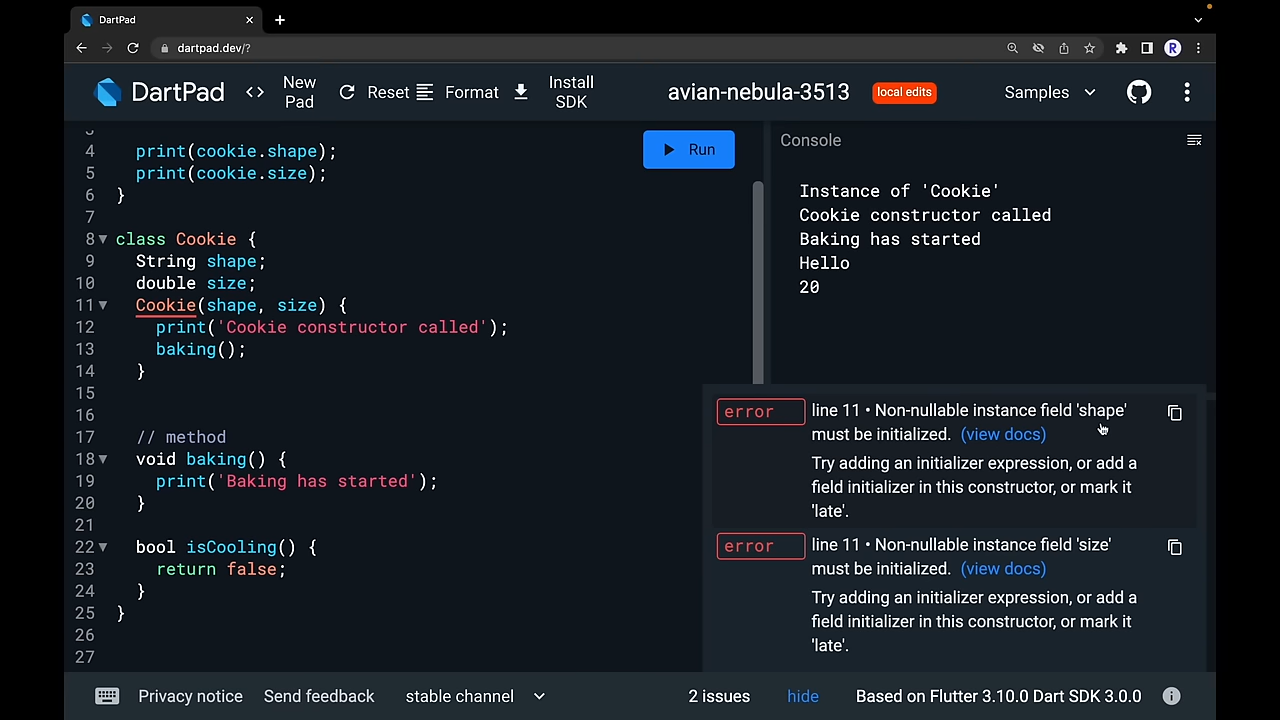 DartPad
dartpad.dev/?
R
DartPad
New Pad
Reset
Format
Install SDK
avian-nebula-3513
local edits
Samples
4 print(cookie.shape);
5 print(cookie.size);
6 }
7
8 class Cookie {
9 String shape;
10 double size;
11 Cookie(shape, size) {
12 print('Cookie constructor called');
13 baking();
14 }
15
16
17 // method
18 void baking() {
19 print('Baking has started');
20 }
21
22 bool isCooling() {
23 return false;
24 }
25 }
26
27
Run
Console
Instance of 'Cookie'
Cookie constructor called
Baking has started
Hello
20
error
line 11 • Non-nullable instance field 'shape'
must be initialized. (view docs)
Try adding an initializer expression, or add a
field initializer in this constructor, or mark it
'late'.
error
line 11 • Non-nullable instance field 'size'
must be initialized. (view docs)
Try adding an initializer expression, or add a
field initializer in this constructor, or mark it
'late'.
Privacy notice
Send feedback
stable channel
2 issues
hide
Based on Flutter 3.10.0 Dart SDK 3.0.0